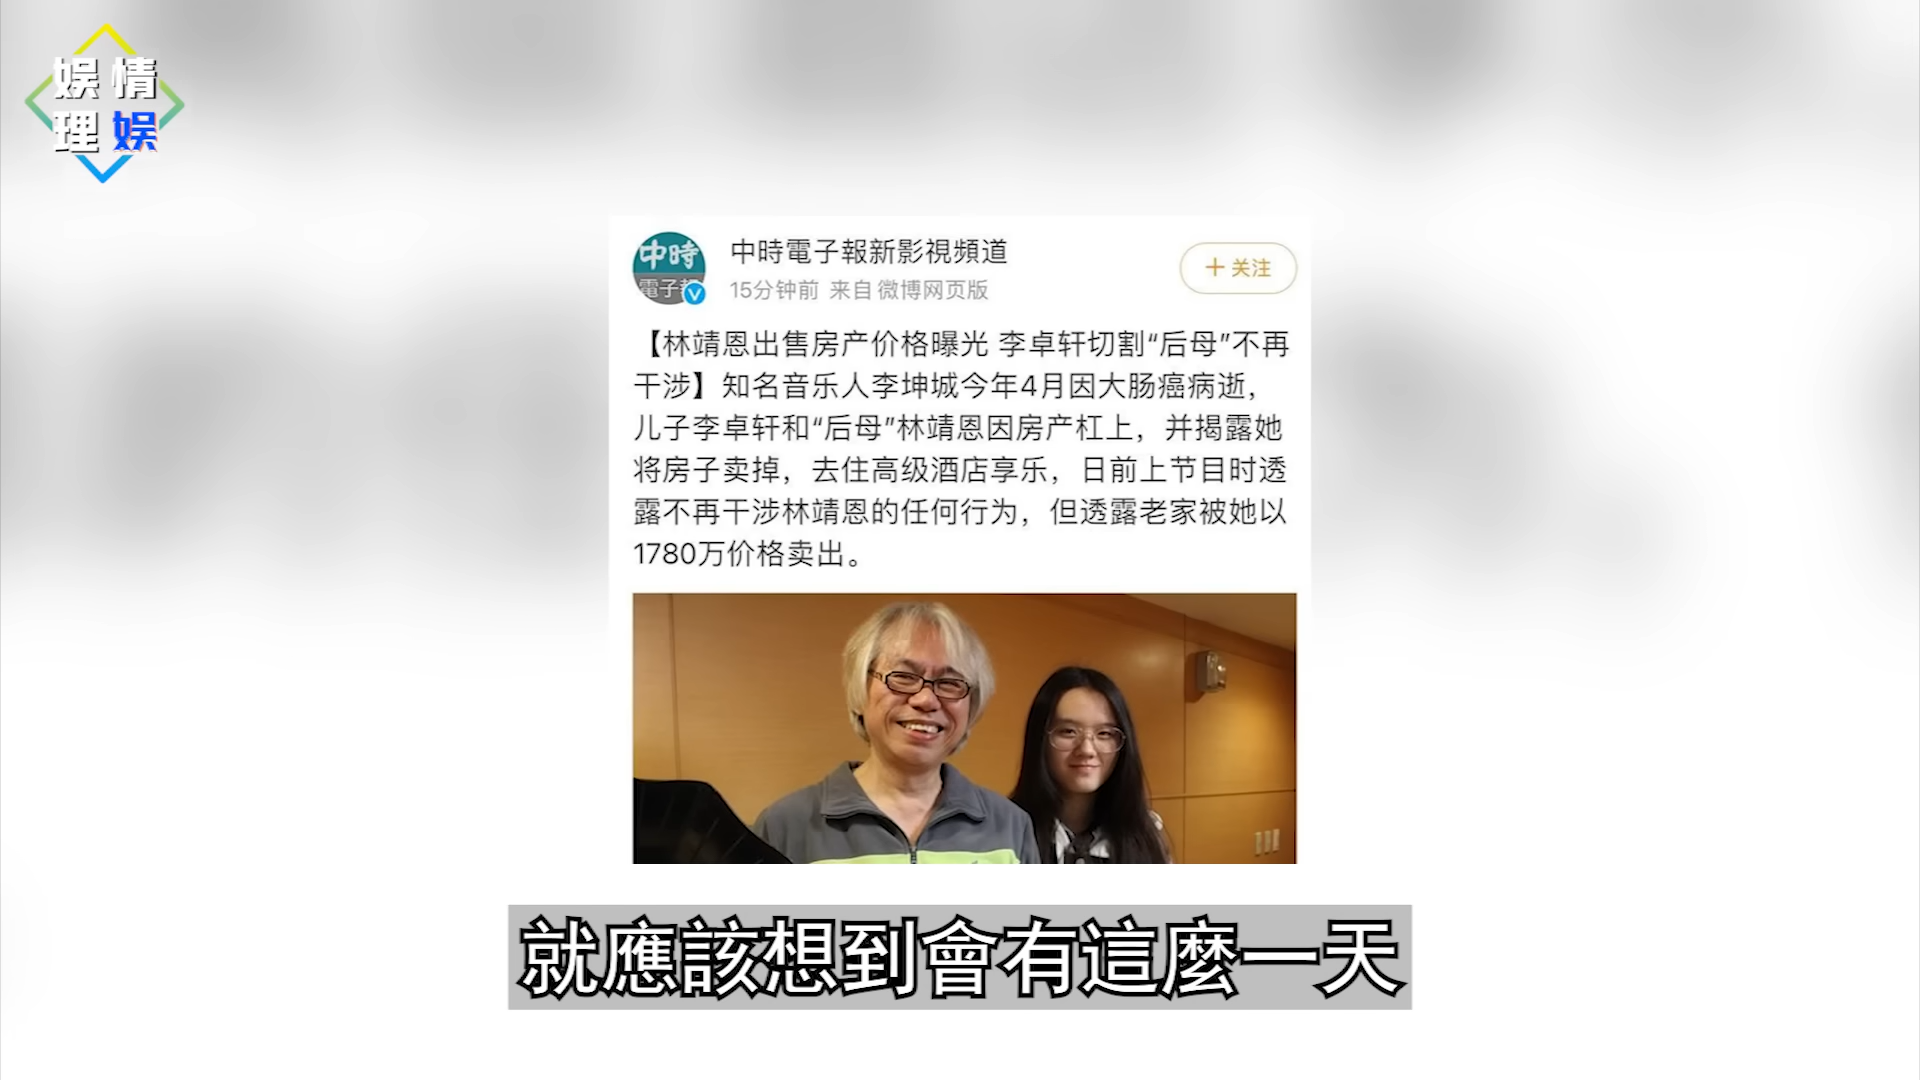 娱情
理娱
中時
電子報
中時電子報新影視頻道
15分钟前 来自 微博网页版
+ 关注
【林靖恩出售房产价格曝光 李卓轩切割“后母”不再
干涉】知名音乐人李坤城今年4月因大肠癌病逝，
儿子李卓轩和“后母”林靖恩因房产杠上，并揭露她
将房子卖掉，去住高级酒店享乐，日前上节目时透
露不再干涉林靖恩的任何行为，但透露老家被她以
1780万价格卖出。
就應該想到會有這麼一天